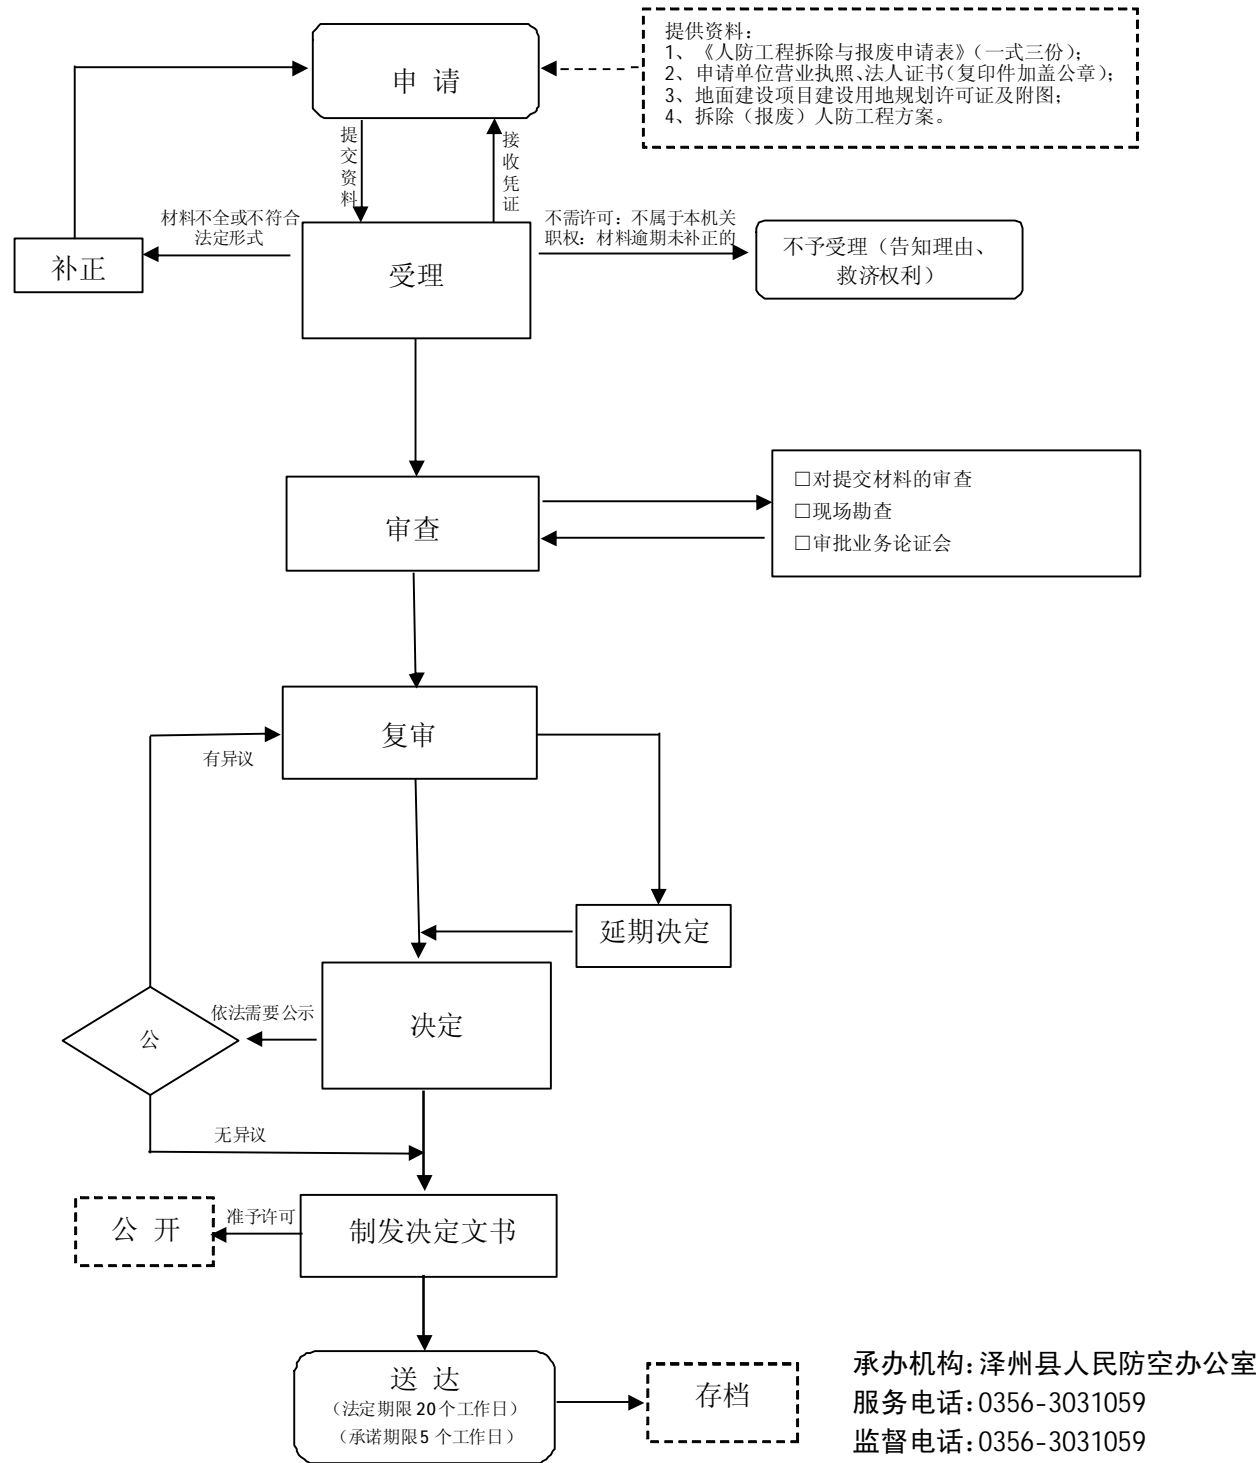 提供资料：
1、《人防工程拆除与报废申请表》（一式三份）；
2、申请单位营业执照、法人证书（复印件加盖公章）；
3、地面建设项目建设用地规划许可证及附图；
4、拆除（报废）人防工程方案。
申 请
提交资料
接收凭证
材料不全或不符合
法定形式
不需许可：不属于本机关
职权：材料逾期未补正的
补正
受理
不予受理（告知理由、
救济权利）
审查
□对提交材料的审查
□现场勘查
□审批业务论证会
复审
有异议
延期决定
依法需要公示
公
决定
无异议
公 开
准予许可
制发决定文书
送 达
（法定期限 20 个工作日）
（承诺期限 5 个工作日）
存档
承办机构：泽州县人民防空办公室
服务电话：0356-3031059
监督电话：0356-3031059